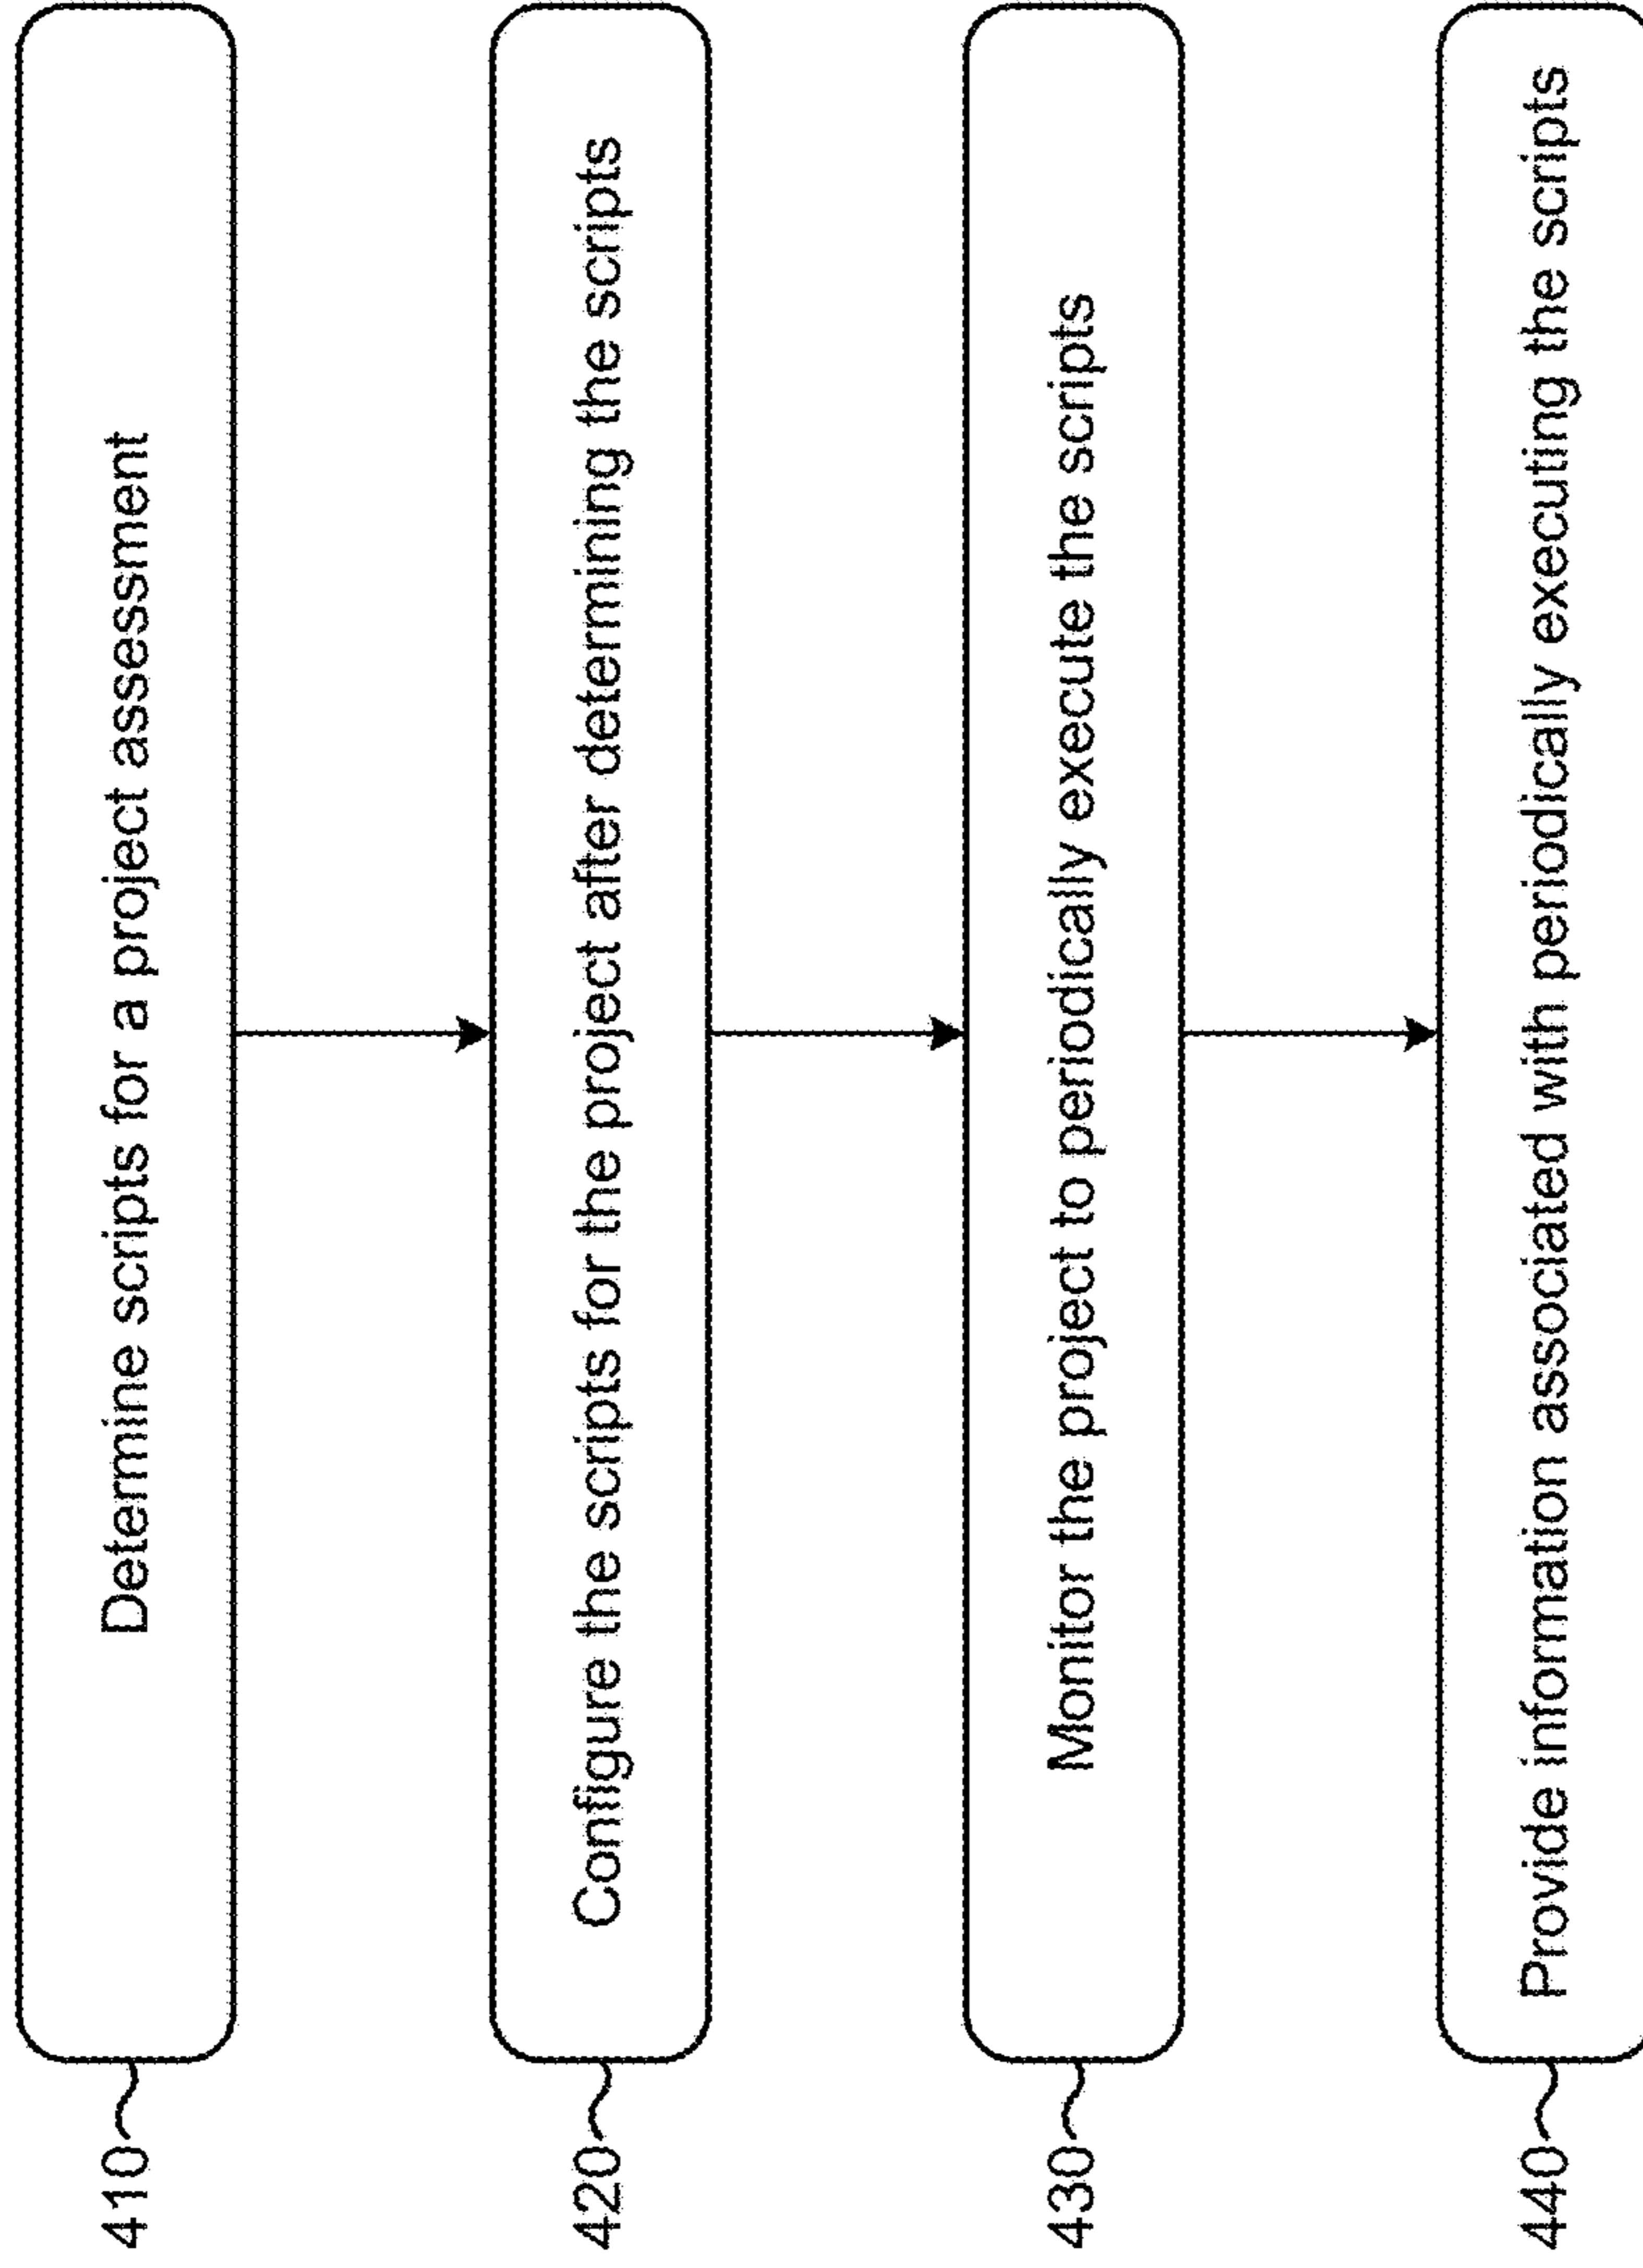 410
Determine scripts for a project assessment
420
Configure the scripts for the project after determining the scripts
430
Monitor the project to periodically execute the scripts
440
Provide information associated with periodically executing the scripts